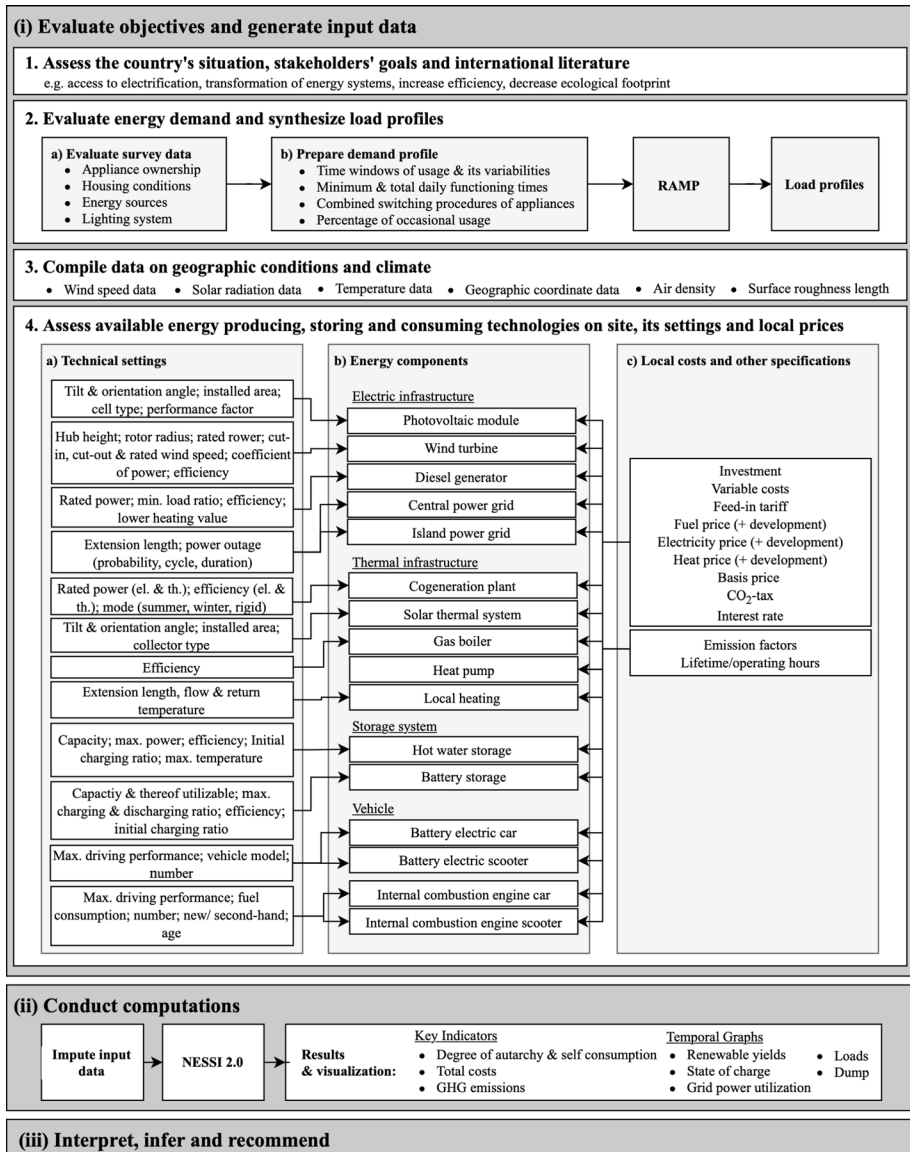 (i) Evaluate objectives and generate input data
1. Assess the country's situation, stakeholders' goals and international literature
e.g. access to electrification, transformation of energy systems, increase efficiency, decrease ecological footprint
2. Evaluate energy demand and synthesize load profiles
a) Evaluate survey data
• Appliance ownership
• Housing conditions
• Energy sources
• Lighting system
b) Prepare demand profile
• Time windows of usage & its variabilities
• Minimum & total daily functioning times
• Combined switching procedures of appliances
• Percentage of occasional usage
RAMP
Load profiles
3. Compile data on geographic conditions and climate
• Wind speed data • Solar radiation data • Temperature data • Geographic coordinate data • Air density • Surface roughness length
4. Assess available energy producing, storing and consuming technologies on site, its settings and local prices
a) Technical settings
Tilt & orientation angle; installed area;
cell type; performance factor
Hub height; rotor radius; rated rower; cut-
in, cut-out & rated wind speed; coefficient
of power; efficiency
Rated power; min. load ratio; efficiency;
lower heating value
Extension length; power outage
(probability, cycle, duration)
Rated power (el. & th.); efficiency (el. &
th.); mode (summer, winter, rigid)
Tilt & orientation angle; installed area;
collector type
Efficiency
Extension length, flow & return
temperature
Capacity; max. power; efficiency; Initial
charging ratio; max. temperature
Capactiy & thereof utilizable; max.
charging & discharging ratio; efficiency;
initial charging ratio
Max. driving performance; vehicle model;
number
Max. driving performance; fuel
consumption; number; new/ second-hand;
age
b) Energy components
Electric infrastructure
Photovoltaic module
Wind turbine
Diesel generator
Central power grid
Island power grid
Thermal infrastructure
Cogeneration plant
Solar thermal system
Gas boiler
Heat pump
Local heating
Storage system
Hot water storage
Battery storage
Vehicle
Battery electric car
Battery electric scooter
Internal combustion engine car
Internal combustion engine scooter
c) Local costs and other specifications
Investment
Variable costs
Feed-in tariff
Fuel price (+ development)
Electricity price (+ development)
Heat price (+ development)
Basis price
CO₂-tax
Interest rate
Emission factors
Lifetime/operating hours
(ii) Conduct computations
Impute input
data
NESSI 2.0
Results
& visualization:
Key Indicators
• Degree of autarchy & self consumption
• Total costs
• GHG emissions
Temporal Graphs
• Renewable yields
• State of charge
• Grid power utilization
• Loads
• Dump
(iii) Interpret, infer and recommend